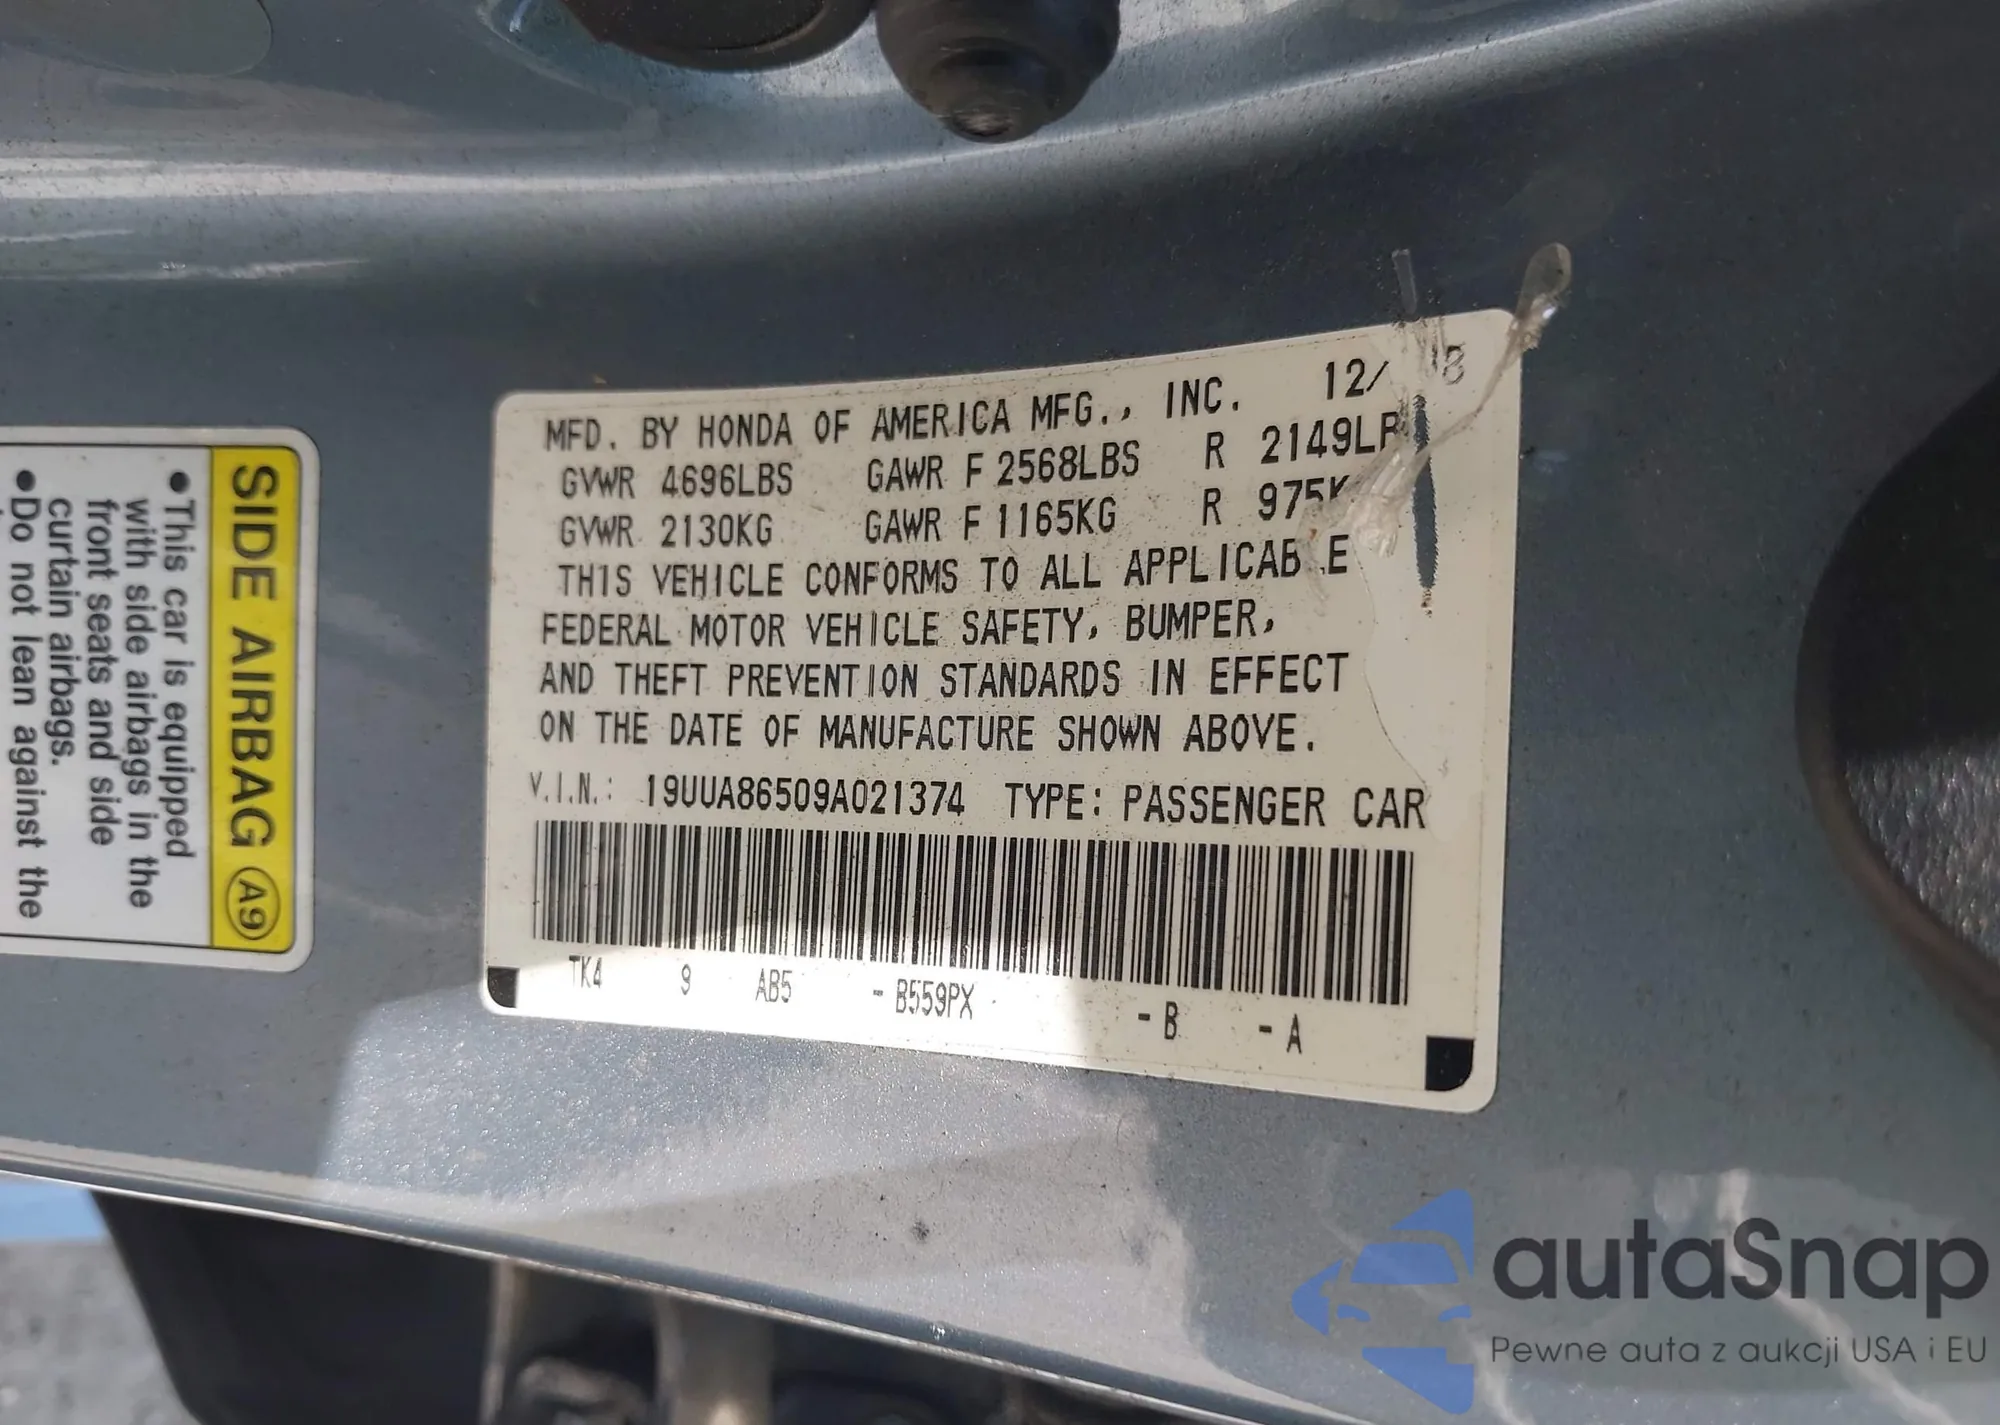 SIDE AIRBAG A9
•This car is equipped
with side airbags in the
front seats and side
curtain airbags.
•Do not lean against the
MFD. BY HONDA OF AMERICA MFG., INC. 12/
GVWR 4696LBS GAWR F 2568LBS R 2149LB
GVWR 2130KG GAWR F 1165KG R 975K
THIS VEHICLE CONFORMS TO ALL APPLICABLE
FEDERAL MOTOR VEHICLE SAFETY, BUMPER,
AND THEFT PREVENTION STANDARDS IN EFFECT
ON THE DATE OF MANUFACTURE SHOWN ABOVE.
V.I.N.: 19UUA86509A021374 TYPE: PASSENGER CAR
TK4 9 AB5 -B559PX -B -A
autaSnap
Pewne auta z aukcji USA i EU